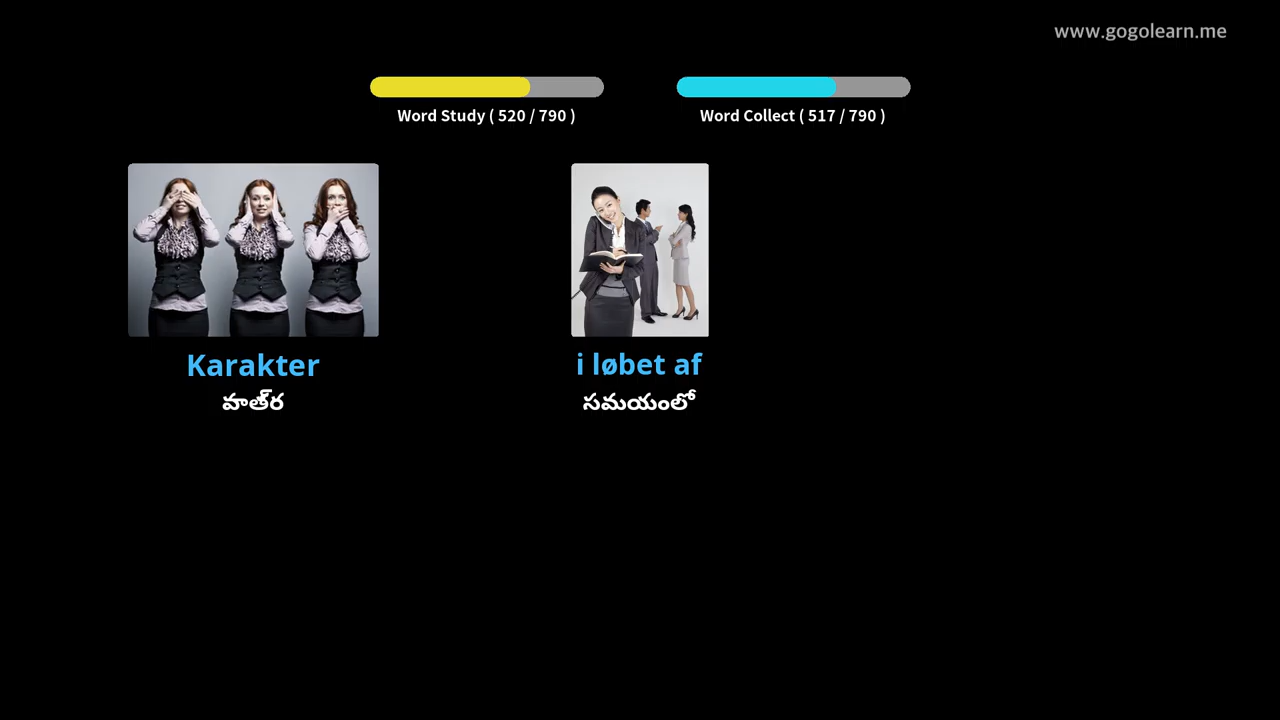 www.gogolearn.me
Word Study ( 520 / 790 )
Word Collect ( 517 / 790 )
Karakter
i løbet af
పాత్ర
సమయంలో